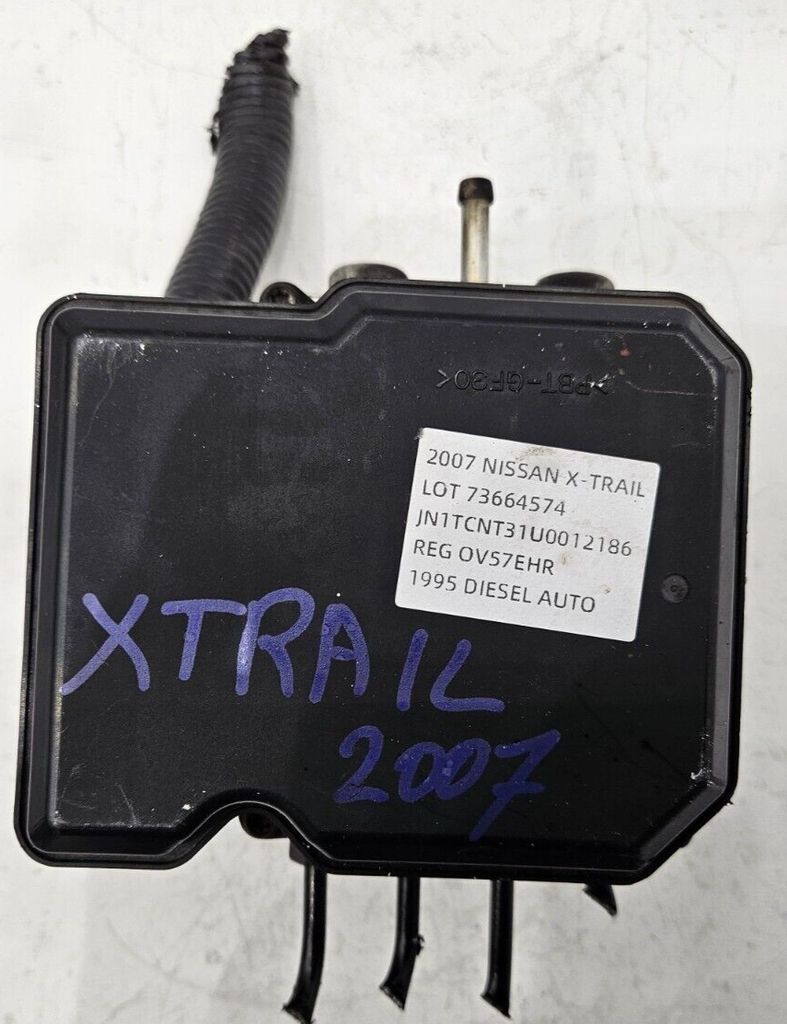 >PBT-GF30<
2007 NISSAN X-TRAIL
LOT 73664574
JN1TCNT31U0012186
REG OV57EHR
1995 DIESEL AUTO
XTRAIL
2007